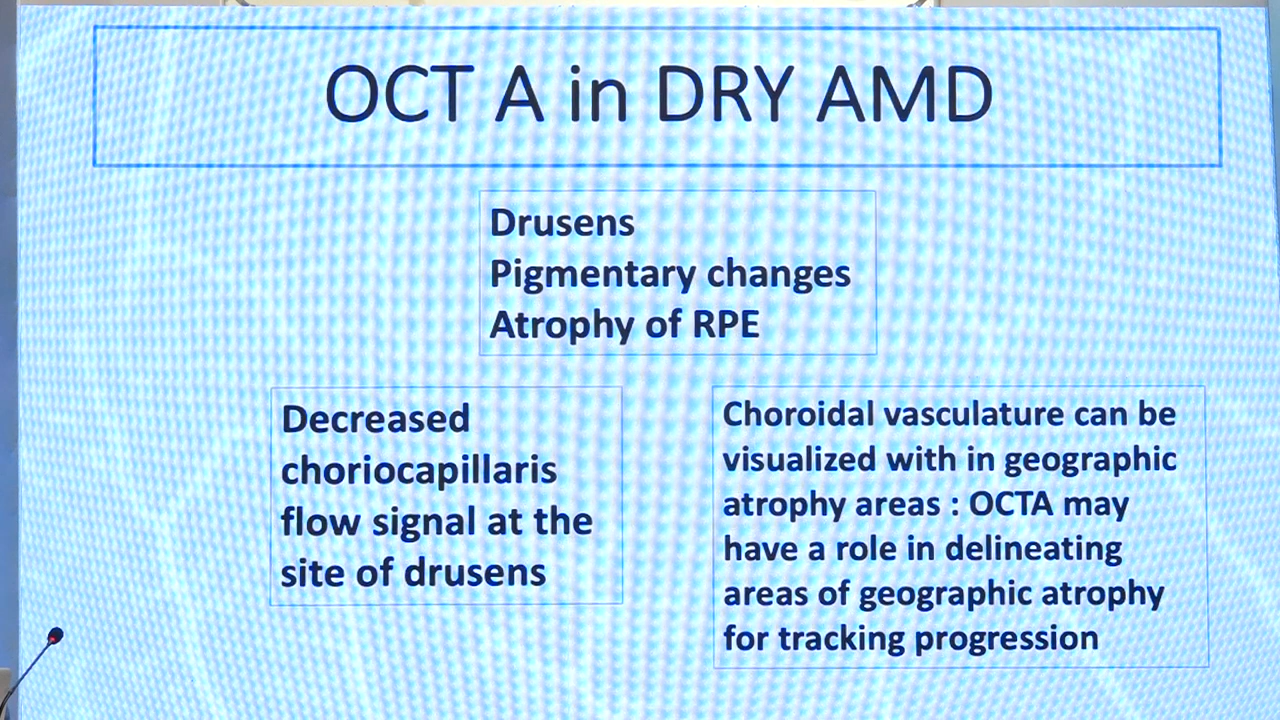 OCT A in DRY AMD
Drusens
Pigmentary changes
Atrophy of RPE
Decreased
choriocapillaris
flow signal at the
site of drusens
Choroidal vasculature can be
visualized with in geographic
atrophy areas : OCTA may
have a role in delineating
areas of geographic atrophy
for tracking progression